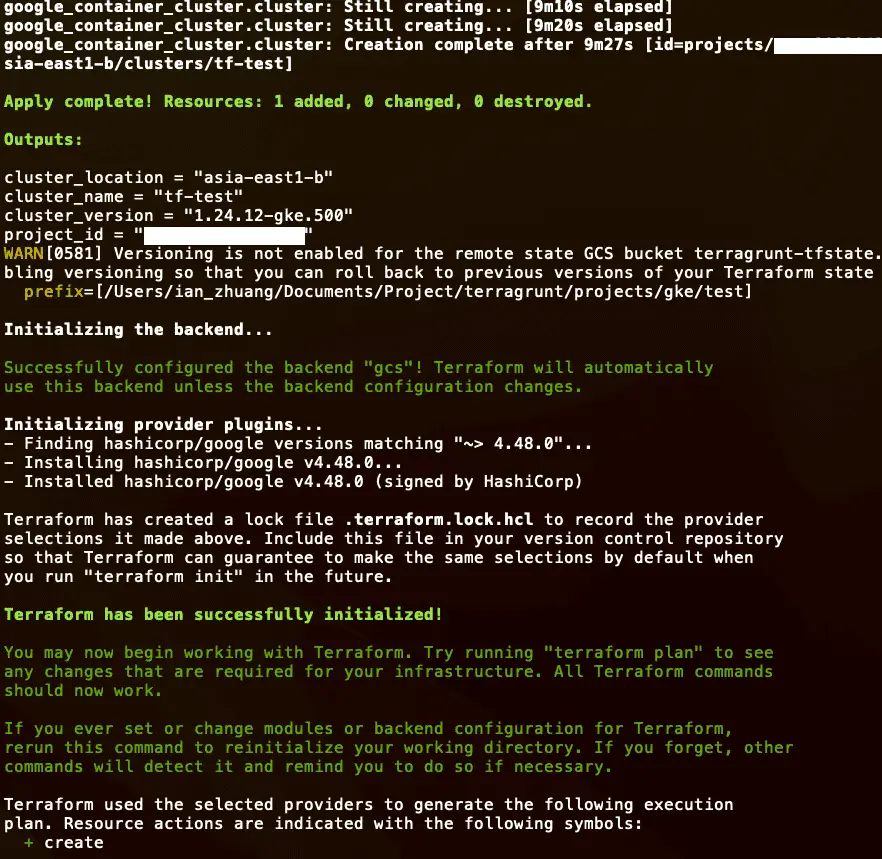 google_container_cluster.cluster: Still creating... [9m10s elapsed]
google_container_cluster.cluster: Still creating... [9m20s elapsed]
google_container_cluster.cluster: Creation complete after 9m27s [id=projects/
sia-east1-b/clusters/tf-test]
Apply complete! Resources: 1 added, 0 changed, 0 destroyed.
Outputs:
cluster_location = "asia-east1-b"
cluster_name = "tf-test"
cluster_version = "1.24.12-gke.500"
project_id = " "
WARN[0581] Versioning is not enabled for the remote state GCS bucket terragrunt-tfstate.
bling versioning so that you can roll back to previous versions of your Terraform state
prefix=[/Users/ian_zhuang/Documents/Project/terragrunt/projects/gke/test]
Initializing the backend...
Successfully configured the backend "gcs"! Terraform will automatically
use this backend unless the backend configuration changes.
Initializing provider plugins...
- Finding hashicorp/google versions matching "~> 4.48.0"...
- Installing hashicorp/google v4.48.0...
- Installed hashicorp/google v4.48.0 (signed by HashiCorp)
Terraform has created a lock file .terraform.lock.hcl to record the provider
selections it made above. Include this file in your version control repository
so that Terraform can guarantee to make the same selections by default when
you run "terraform init" in the future.
Terraform has been successfully initialized!
You may now begin working with Terraform. Try running "terraform plan" to see
any changes that are required for your infrastructure. All Terraform commands
should now work.
If you ever set or change modules or backend configuration for Terraform,
rerun this command to reinitialize your working directory. If you forget, other
commands will detect it and remind you to do so if necessary.
Terraform used the selected providers to generate the following execution
plan. Resource actions are indicated with the following symbols:
+ create